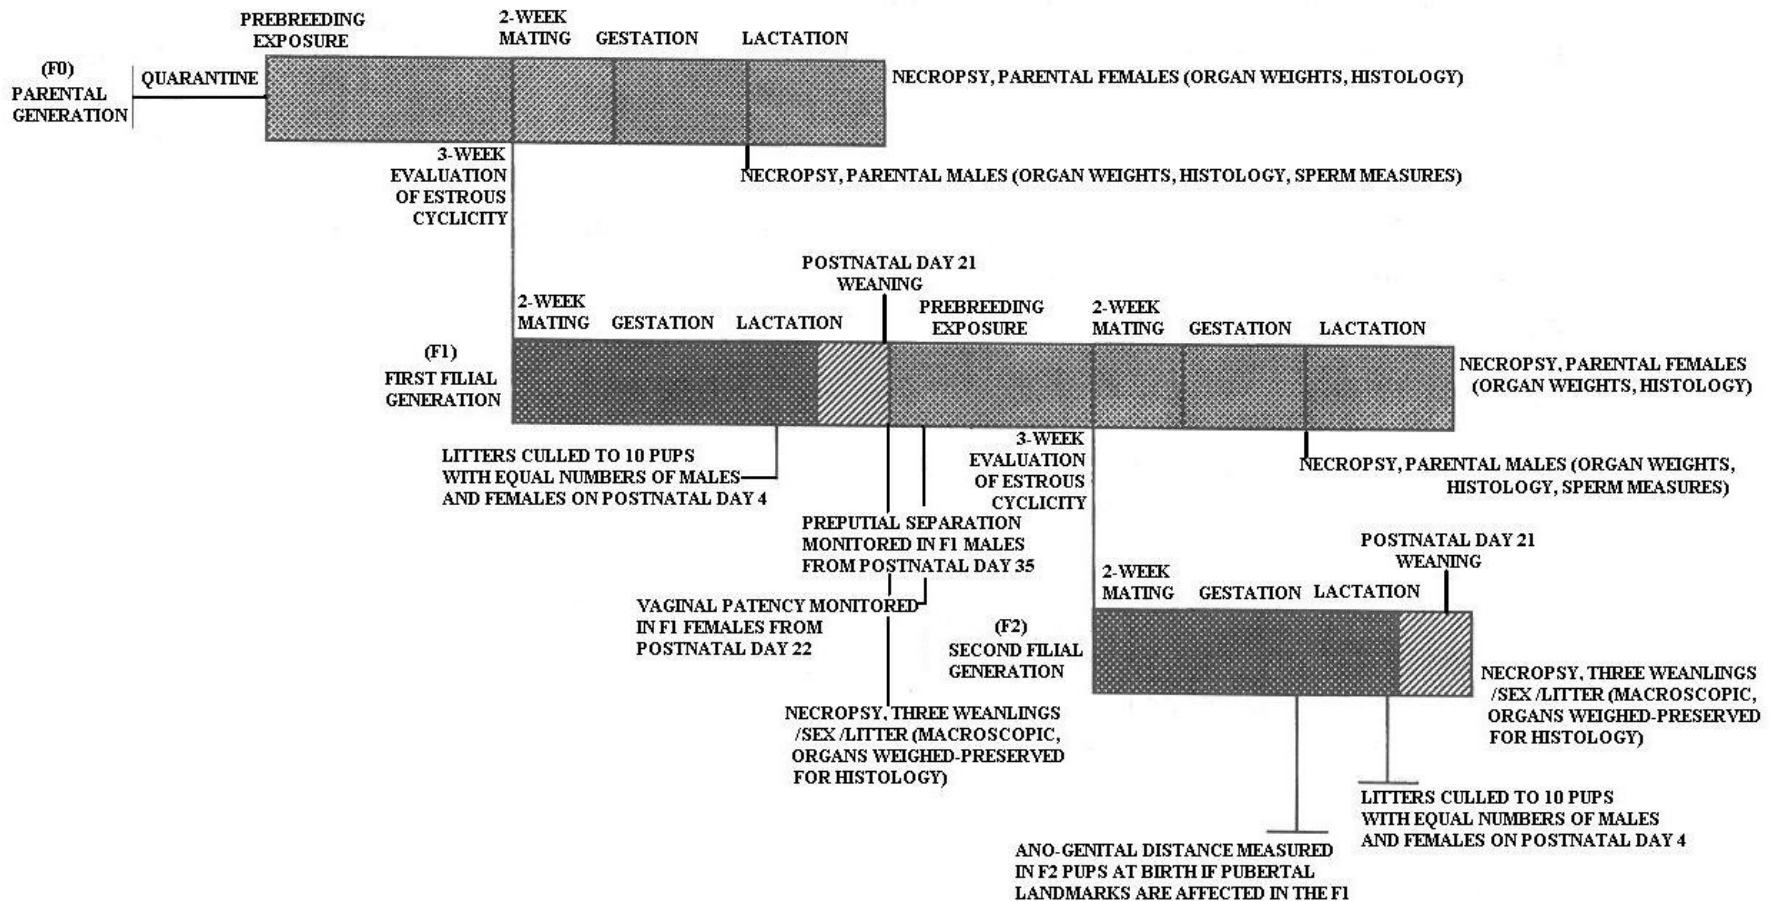 PREBREEDING
EXPOSURE
2-WEEK
MATING
GESTATION
LACTATION
(F0)
PARENTAL
GENERATION
QUARANTINE
NECROPSY, PARENTAL FEMALES (ORGAN WEIGHTS, HISTOLOGY)
3-WEEK
EVALUATION
OF ESTROUS
CYCLICITY
NECROPSY, PARENTAL MALES (ORGAN WEIGHTS, HISTOLOGY, SPERM MEASURES)
POSTNATAL DAY 21
WEANING
2-WEEK
MATING
GESTATION
LACTATION
PREBREEDING
EXPOSURE
2-WEEK
MATING
GESTATION
LACTATION
(F1)
FIRST FILIAL
GENERATION
NECROPSY, PARENTAL FEMALES
(ORGAN WEIGHTS, HISTOLOGY)
LITTERS CULLED TO 10 PUPS
WITH EQUAL NUMBERS OF MALES
AND FEMALES ON POSTNATAL DAY 4
3-WEEK
EVALUATION
OF ESTROUS
CYCLICITY
NECROPSY, PARENTAL MALES (ORGAN WEIGHTS,
HISTOLOGY, SPERM MEASURES)
PREPUTIAL SEPARATION
MONITORED IN F1 MALES
FROM POSTNATAL DAY 35
VAGINAL PATENCY MONITORED
IN F1 FEMALES FROM
POSTNATAL DAY 22
NECROPSY, THREE WEANLINGS
/SEX /LITTER (MACROSCOPIC,
ORGANS WEIGHED-PRESERVED
FOR HISTOLOGY)
POSTNATAL DAY 21
WEANING
2-WEEK
MATING
GESTATION
LACTATION
(F2)
SECOND FILIAL
GENERATION
NECROPSY, THREE WEANLINGS
/SEX /LITTER (MACROSCOPIC,
ORGANS WEIGHED-PRESERVED
FOR HISTOLOGY)
LITTERS CULLED TO 10 PUPS
WITH EQUAL NUMBERS OF MALES
AND FEMALES ON POSTNATAL DAY 4
ANO-GENITAL DISTANCE MEASURED
IN F2 PUPS AT BIRTH IF PUBERTAL
LANDMARKS ARE AFFECTED IN THE F1